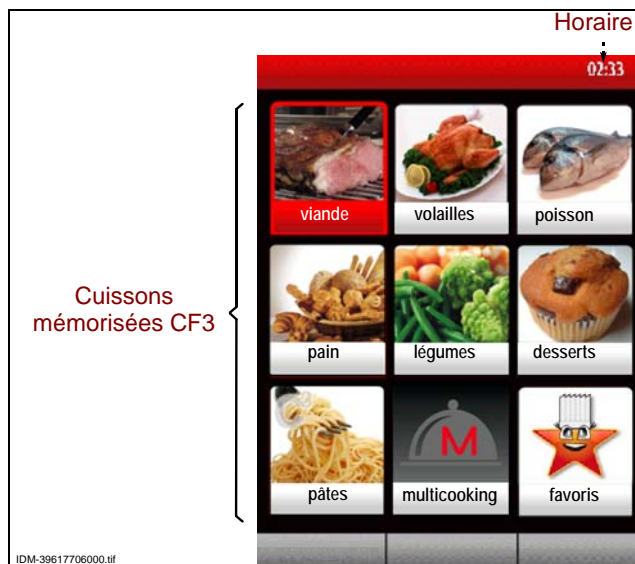 Horaire
02:33
viande
volailles
poisson
Cuissons
mémorisées CF3
pain
légumes
desserts
M
pâtes
multicooking
favoris
IDM-39617706000.tif